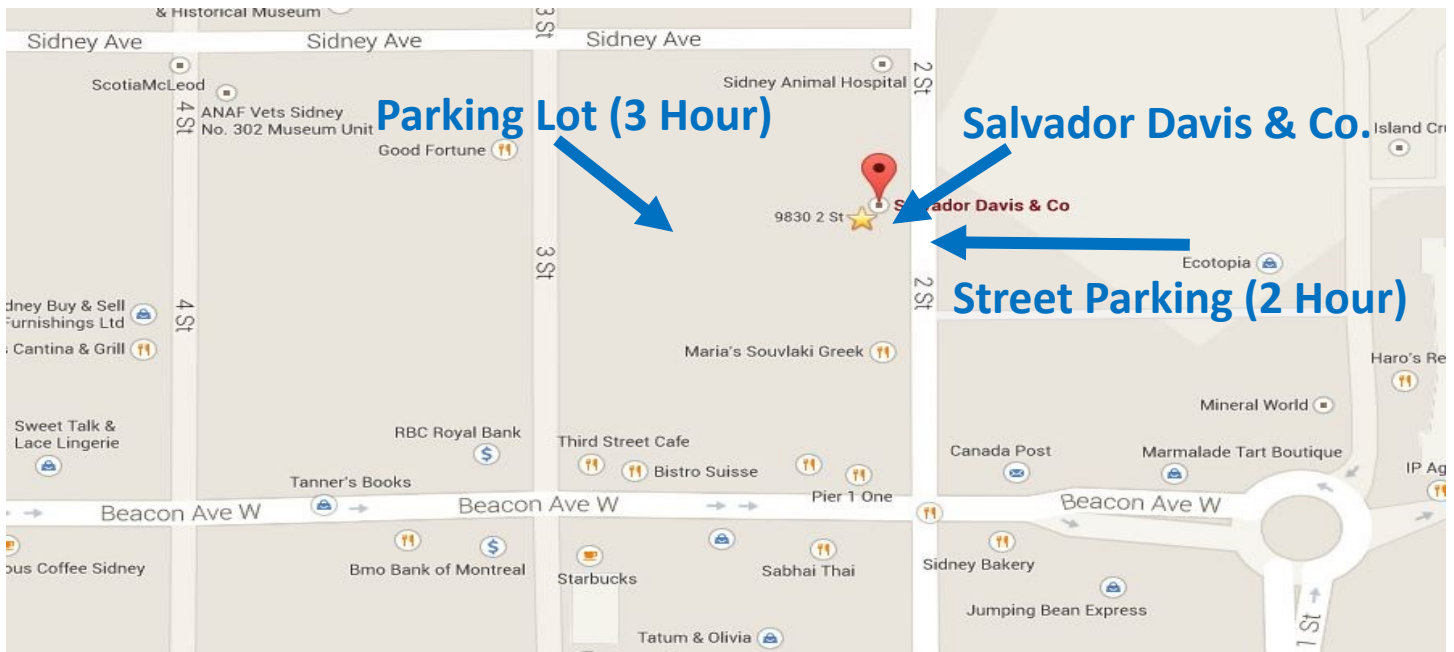 & Historical Museum
3 St
Sidney Ave
Sidney Ave
Sidney Ave
ScotiaMcLeod
Sidney Animal Hospital
2 St
4 St
ANAF Vets Sidney
No. 302 Museum Unit
Parking Lot (3 Hour)
Salvador Davis & Co.
Island Cr
Good Fortune
9830 2 St
Salvador Davis & Co
3 St
Ecotopia
2 St
Street Parking (2 Hour)
dney Buy & Sell
Furnishings Ltd
4 St
s Cantina & Grill
Maria's Souvlaki Greek
Haro's Re
Mineral World
Sweet Talk &
Lace Lingerie
RBC Royal Bank
$
Third Street Cafe
Bistro Suisse
Canada Post
Marmalade Tart Boutique
IP Ag
Tanner's Books
Pier 1 One
Beacon Ave W
Beacon Ave W
Beacon Ave W
ous Coffee Sidney
Bmo Bank of Montreal
$
Starbucks
Sabhai Thai
Sidney Bakery
Jumping Bean Express
Tatum & Olivia
1 St